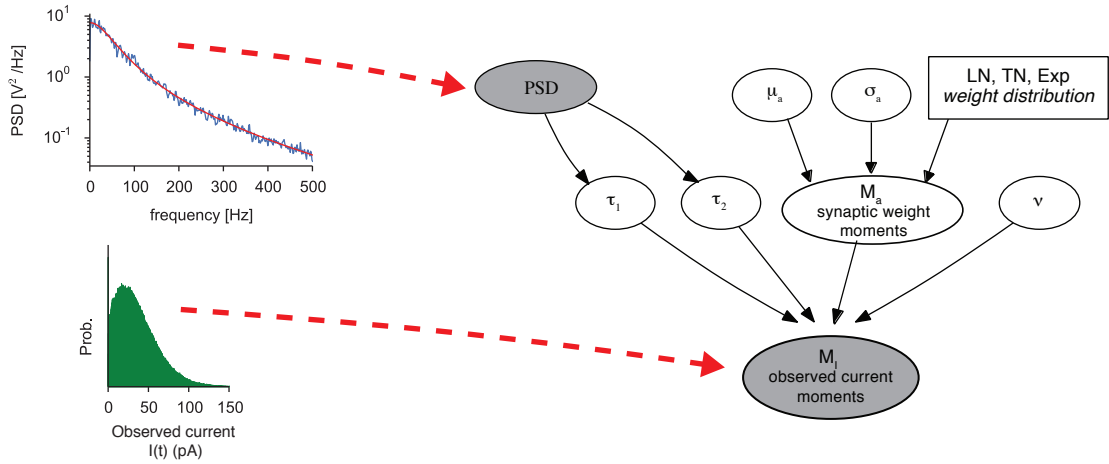 PSD [V² /Hz]
10¹
10⁰
10⁻¹
0 100 200 300 400 500
frequency [Hz]
Prob.
0 50 100 150
Observed current
I(t) (pA)
PSD
μₐ
σₐ
LN, TN, Exp
weight distribution
τ₁
τ₂
Mₐ
synaptic weight
moments
ν
M_I
observed current
moments